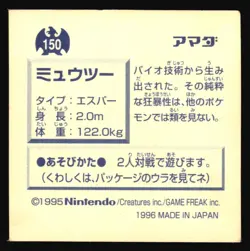 150
アマダ
ミュウツー
タイプ：エスパー
身長：2.0m
体重：122.0kg
バイオ技術から生み
出された。その純粋
な狂暴性は、他のポケ
モンでは類を見ない。
●あそびかた● 2人対戦で遊びます。
(くわしくは、パッケージのウラを見てネ)
©1995 Nintendo/Creatures inc./GAME FREAK inc.
1996 MADE IN JAPAN